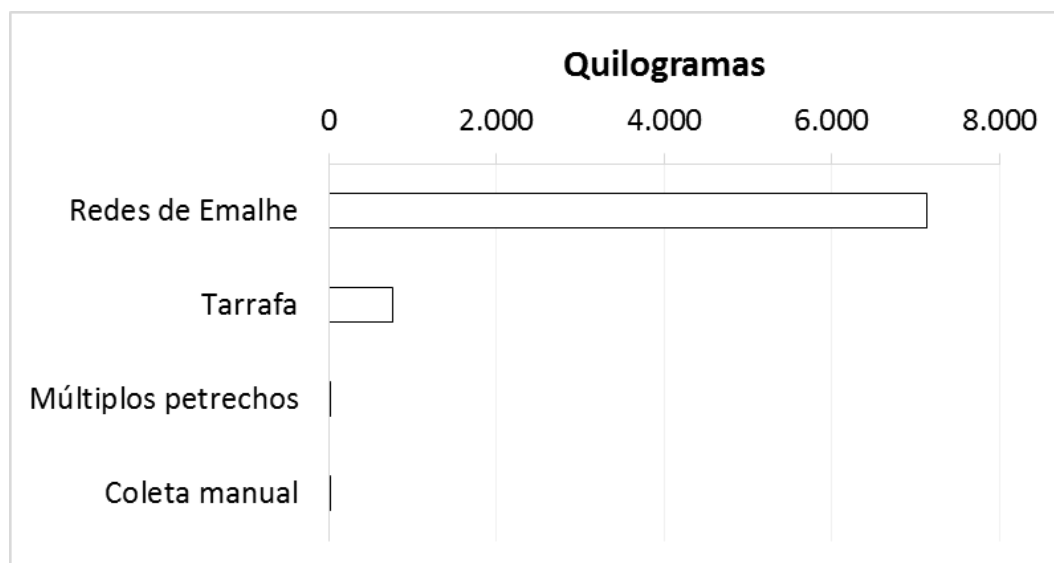 Quilogramas
0 2.000 4.000 6.000 8.000
Redes de Emalhe
Tarrafa
Múltiplos petrechos
Coleta manual